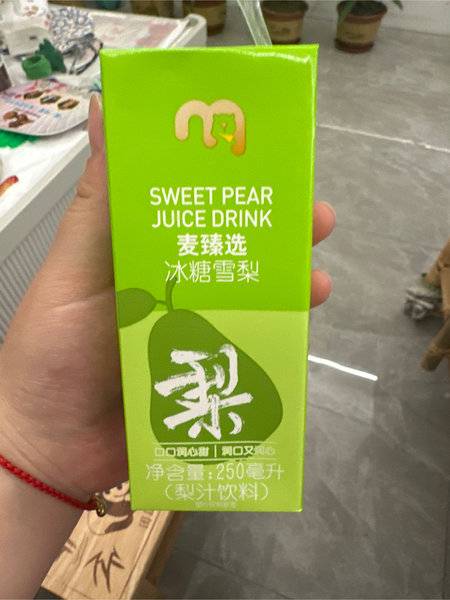 SWEET PEAR
JUICE DRINK
麦臻选
冰糖雪梨
梨
口口润心甜 | 润口又润心
净含量:250毫升
(梨汁饮料)